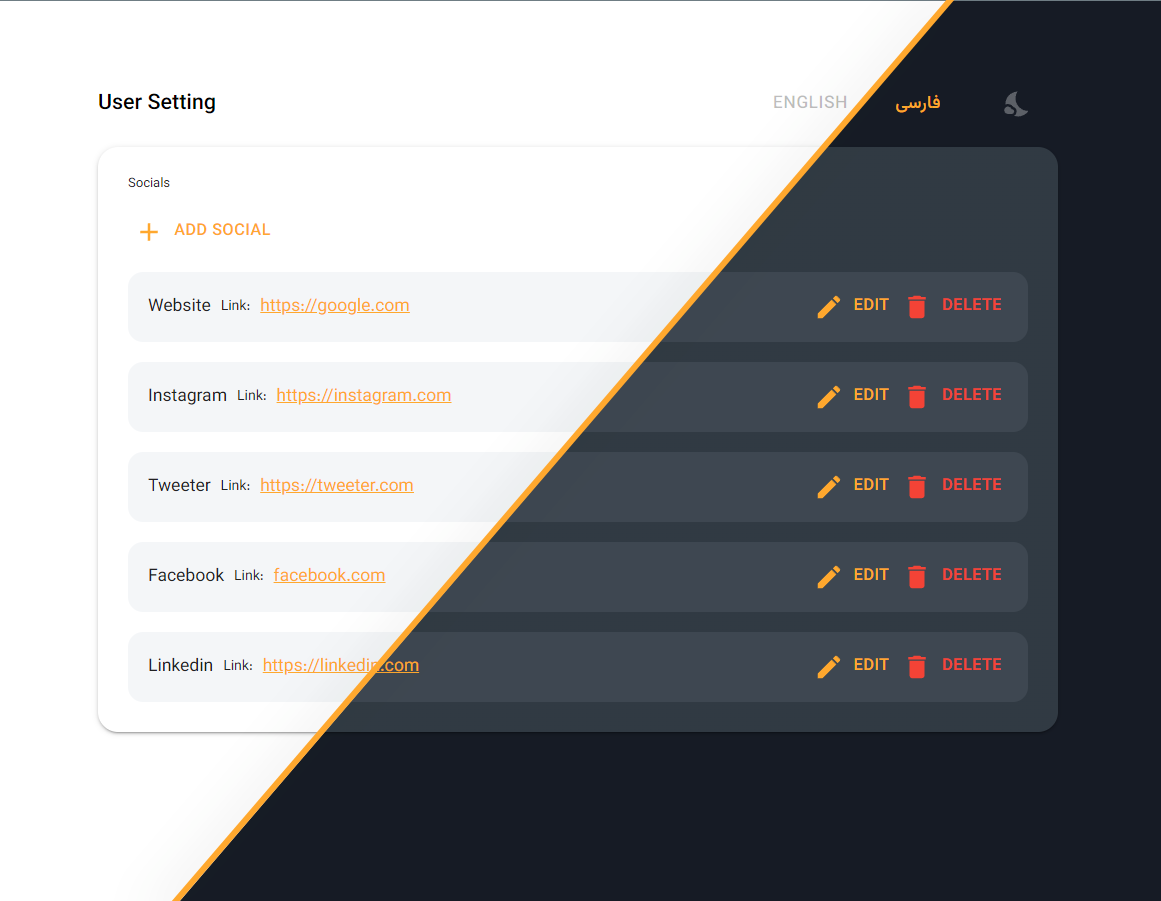 User Setting ENGLISH فارسی
Socials
ADD SOCIAL
Website Link: https://google.com EDIT DELETE
Instagram Link: https://instagram.com EDIT DELETE
Tweeter Link: https://tweeter.com EDIT DELETE
Facebook Link: facebook.com EDIT DELETE
Linkedin Link: https://linkedin.com EDIT DELETE